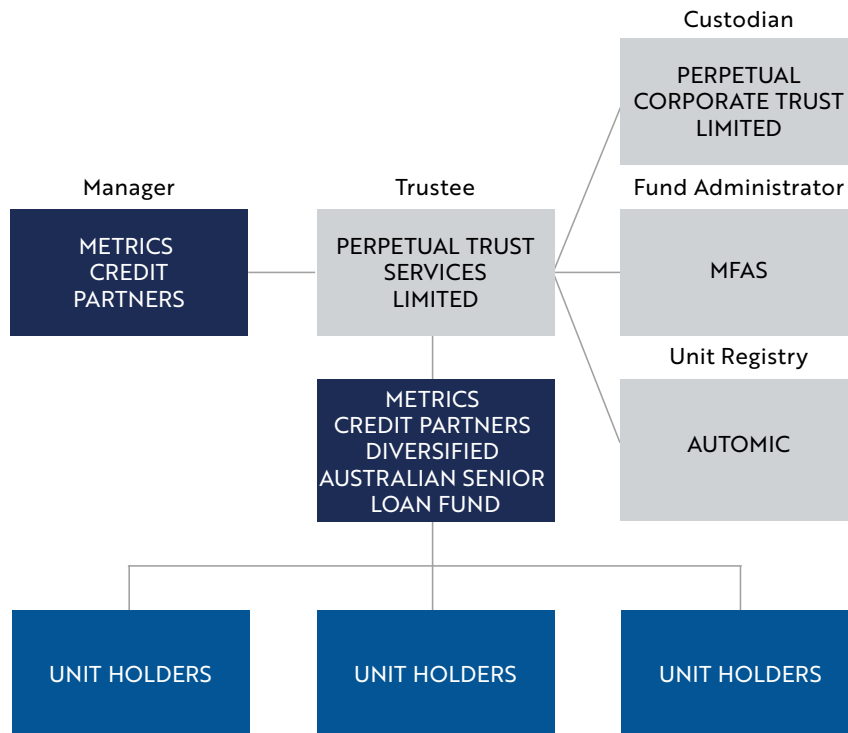 Custodian
PERPETUAL
CORPORATE TRUST
LIMITED
Manager
METRICS
CREDIT
PARTNERS
Trustee
PERPETUAL TRUST
SERVICES
LIMITED
Fund Administrator
MFAS
Unit Registry
AUTOMIC
METRICS
CREDIT PARTNERS
DIVERSIFIED
AUSTRALIAN SENIOR
LOAN FUND
UNIT HOLDERS
UNIT HOLDERS
UNIT HOLDERS